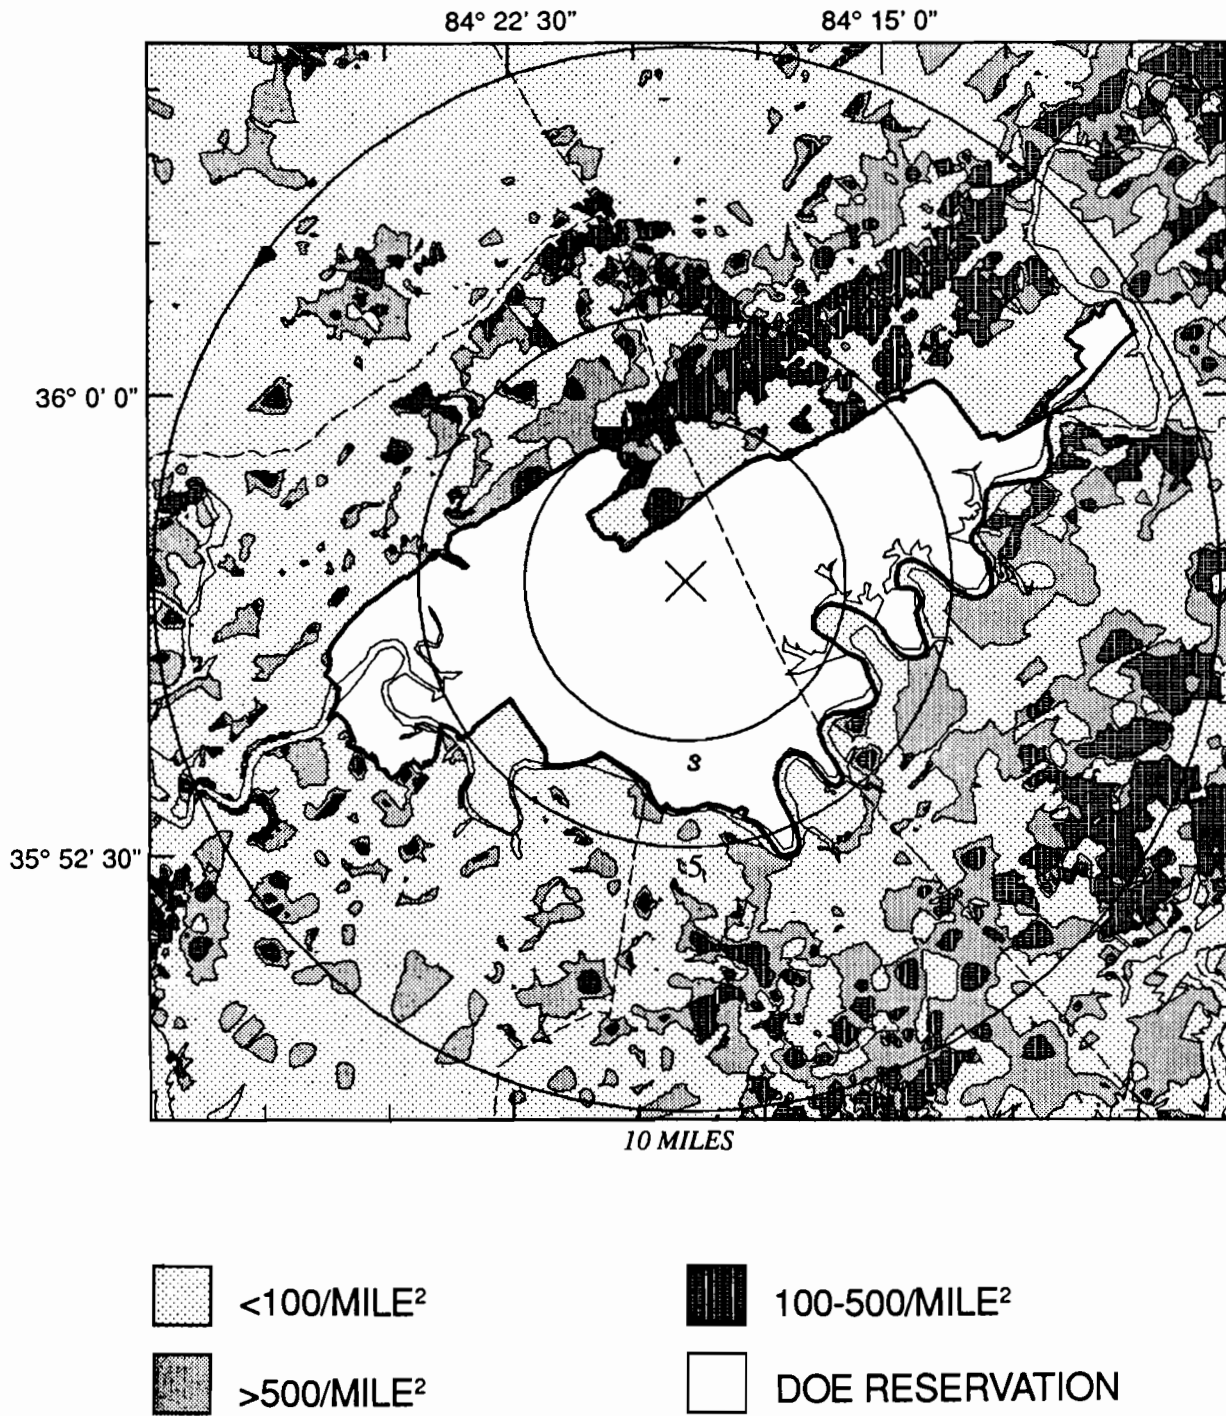 84° 22' 30" 84° 15' 0"
36° 0' 0"
3
35° 52' 30"
5
10 MILES
<100/MILE²
100-500/MILE²
>500/MILE²
DOE RESERVATION